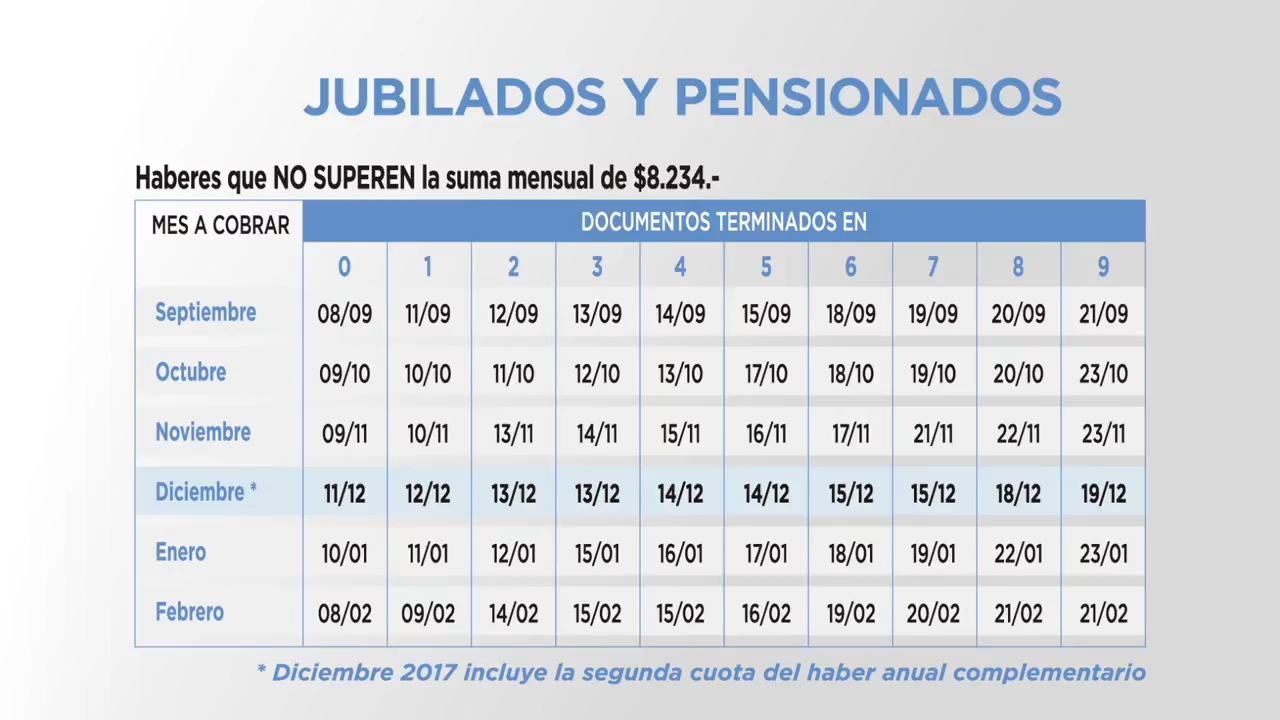 JUBILADOS Y PENSIONADOS
Haberes que NO SUPEREN la suma mensual de $8.234.-
MES A COBRAR DOCUMENTOS TERMINADOS EN
0 1 2 3 4 5 6 7 8 9
Septiembre 08/09 11/09 12/09 13/09 14/09 15/09 18/09 19/09 20/09 21/09
Octubre 09/10 10/10 11/10 12/10 13/10 17/10 18/10 19/10 20/10 23/10
Noviembre 09/11 10/11 13/11 14/11 15/11 16/11 17/11 21/11 22/11 23/11
Diciembre * 11/12 12/12 13/12 13/12 14/12 14/12 15/12 15/12 18/12 19/12
Enero 10/01 11/01 12/01 15/01 16/01 17/01 18/01 19/01 22/01 23/01
Febrero 08/02 09/02 14/02 15/02 15/02 16/02 19/02 20/02 21/02 21/02
* Diciembre 2017 incluye la segunda cuota del haber anual complementario